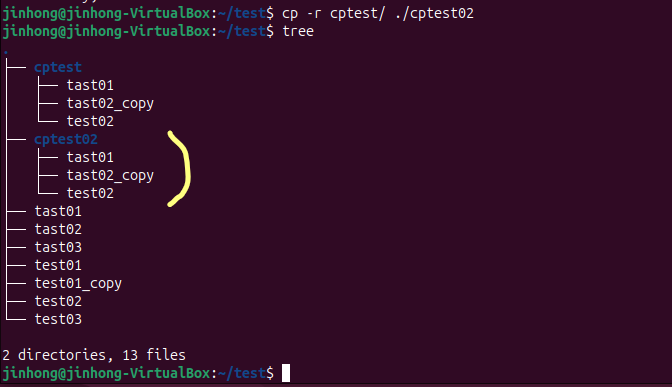 jinhong@jinhong-VirtualBox:~/test$ cp -r cptest/ ./cptest02
jinhong@jinhong-VirtualBox:~/test$ tree
.
├── cptest
│   ├── tast01
│   ├── tast02_copy
│   └── test02
├── cptest02
│   ├── tast01
│   ├── tast02_copy
│   └── test02
├── tast01
├── tast02
├── tast03
├── test01
├── test01_copy
├── test02
└── test03
2 directories, 13 files
jinhong@jinhong-VirtualBox:~/test$